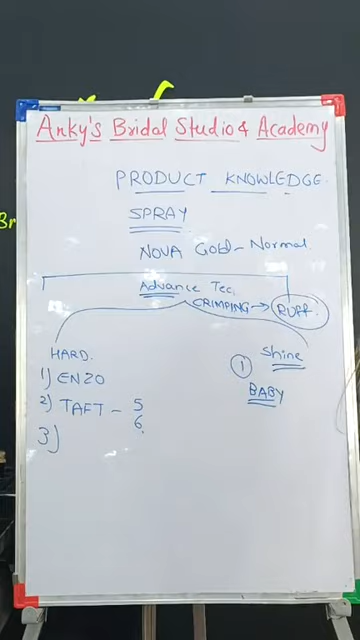 Anky's Bridal Studio & Academy
PRODUCT KNOWLEDGE.
SPRAY
NOVA Gold - Normal.
Advance Tec.
CRIMPING → RUFF.
HARD.
Shine
1) ENZO
①
BABY
2) TAFT - 5
6.
3)
Br